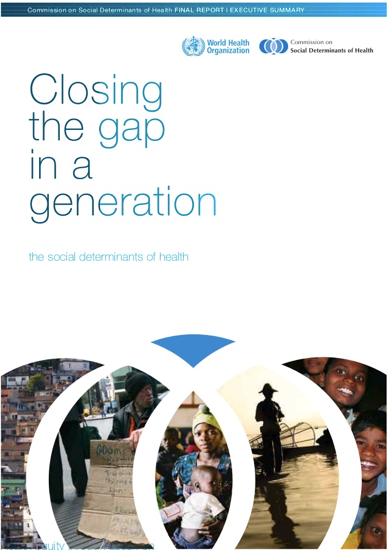 Commission on Social Determinants of Health FINAL REPORT | EXECUTIVE SUMMARY
World Health
Organization
Commission on
Social Determinants of Health
Closing
the gap
in a
generation
the social determinants of health